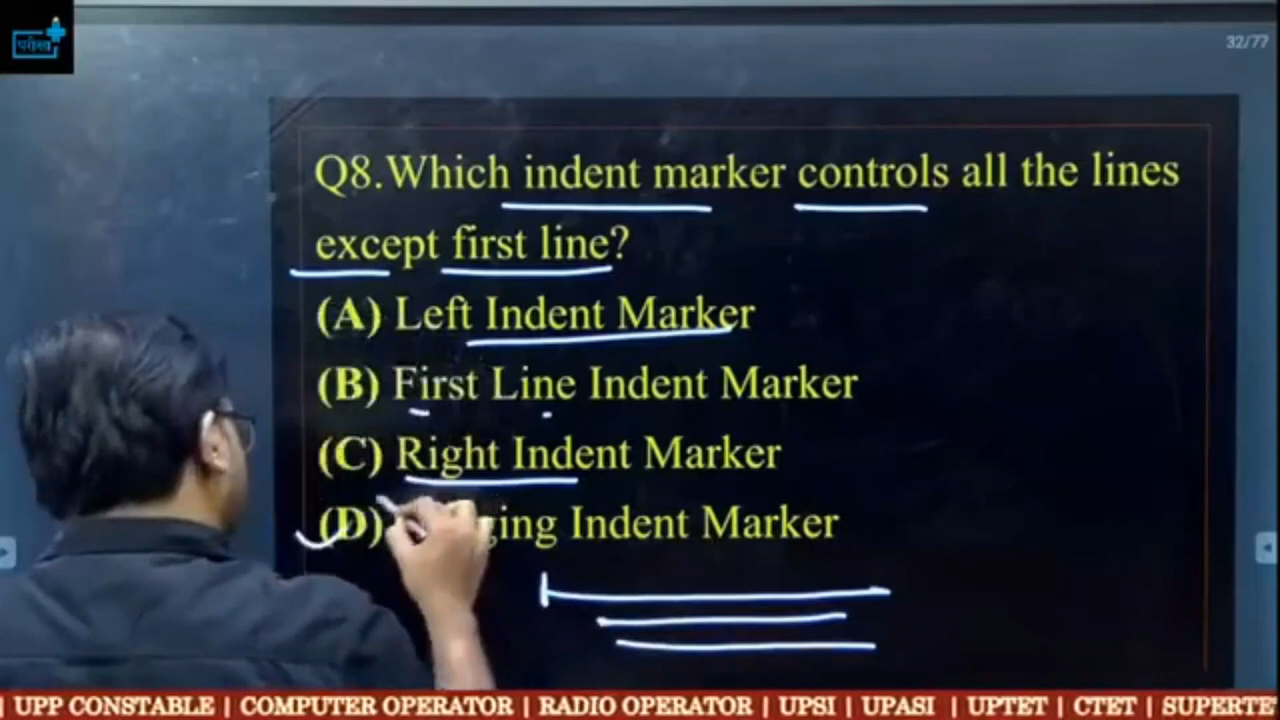 परीक्षा
32/77
Q8.Which indent marker controls all the lines
except first line?
(A) Left Indent Marker
(B) First Line Indent Marker
(C) Right Indent Marker
(D) Indent Marker
| UPP CONSTABLE | COMPUTER OPERATOR | RADIO OPERATOR | UPSI | UPASI | UPTET | CTET | SUPERTE